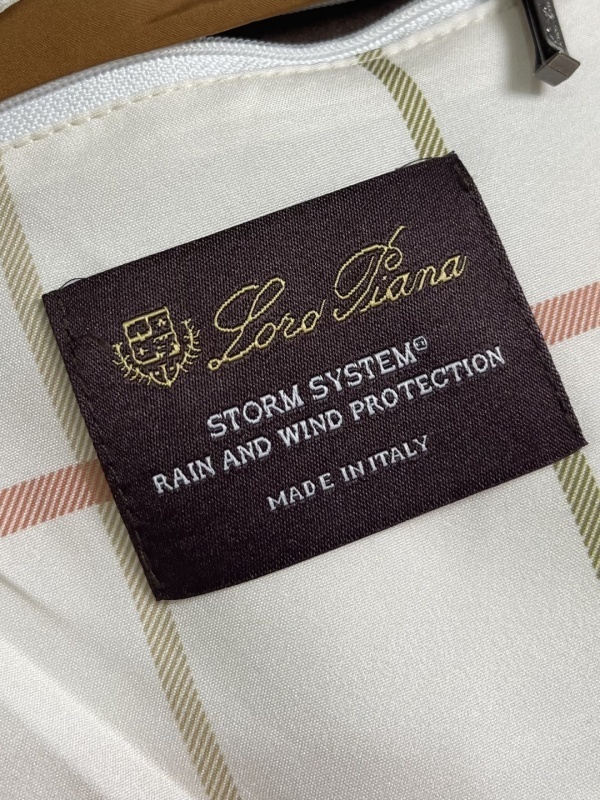 Loro Piana
STORM SYSTEM®
RAIN AND WIND PROTECTION
MADE IN ITALY